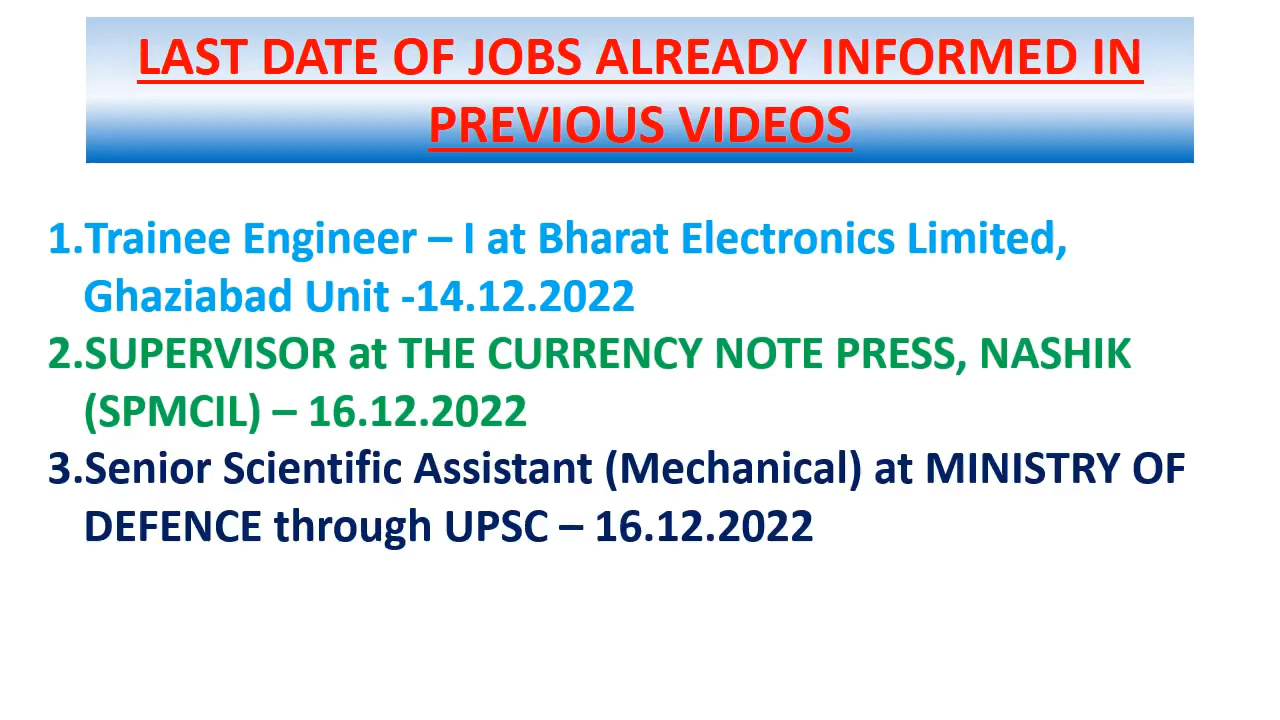 LAST DATE OF JOBS ALREADY INFORMED IN
PREVIOUS VIDEOS
1.Trainee Engineer – I at Bharat Electronics Limited,
Ghaziabad Unit -14.12.2022
2.SUPERVISOR at THE CURRENCY NOTE PRESS, NASHIK
(SPMCIL) – 16.12.2022
3.Senior Scientific Assistant (Mechanical) at MINISTRY OF
DEFENCE through UPSC – 16.12.2022